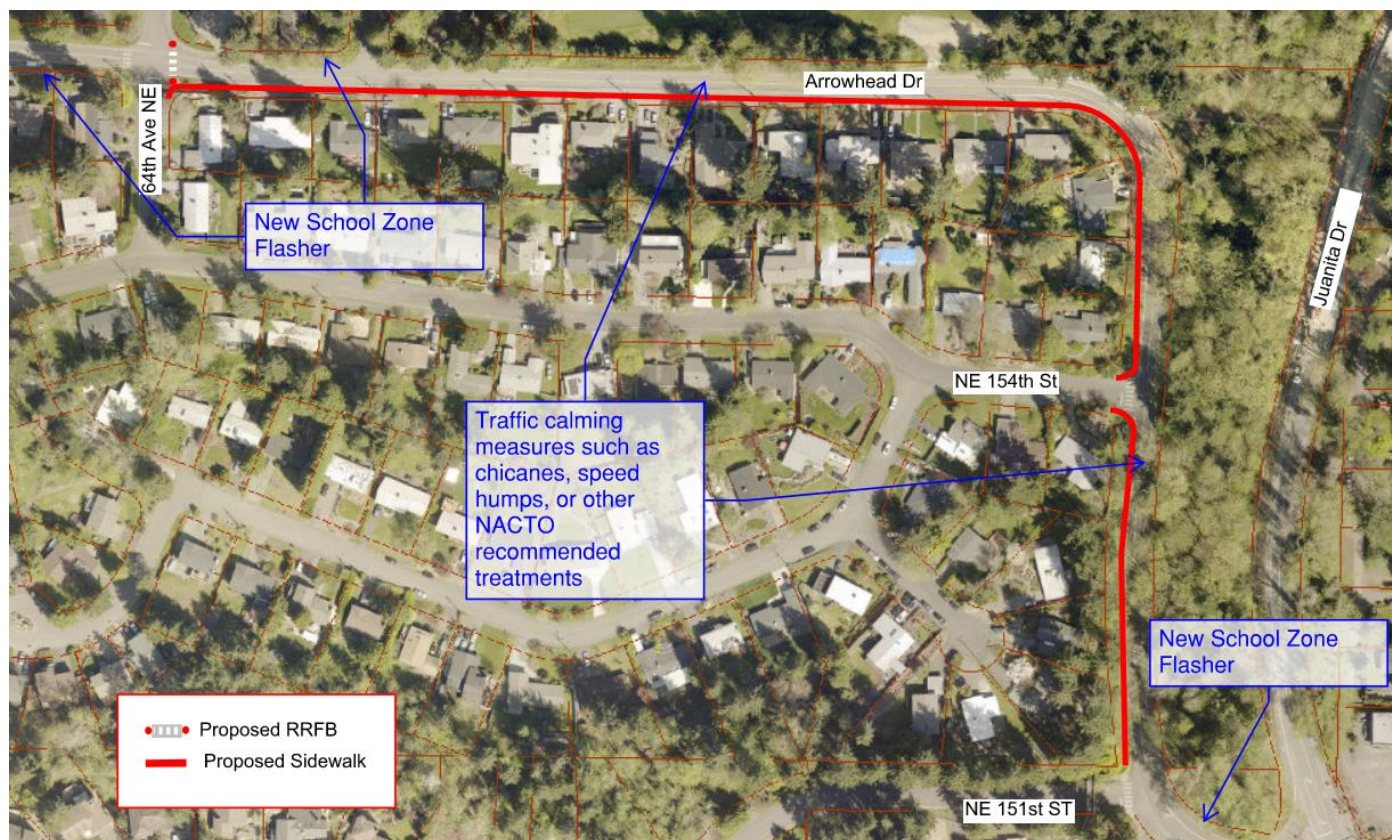 Arrowhead Dr
64th Ave NE
New School Zone
Flasher
Juanita Dr
NE 154th St
Traffic calming
measures such as
chicanes, speed
humps, or other
NACTO
recommended
treatments
New School Zone
Flasher
Proposed RRFB
Proposed Sidewalk
NE 151st ST